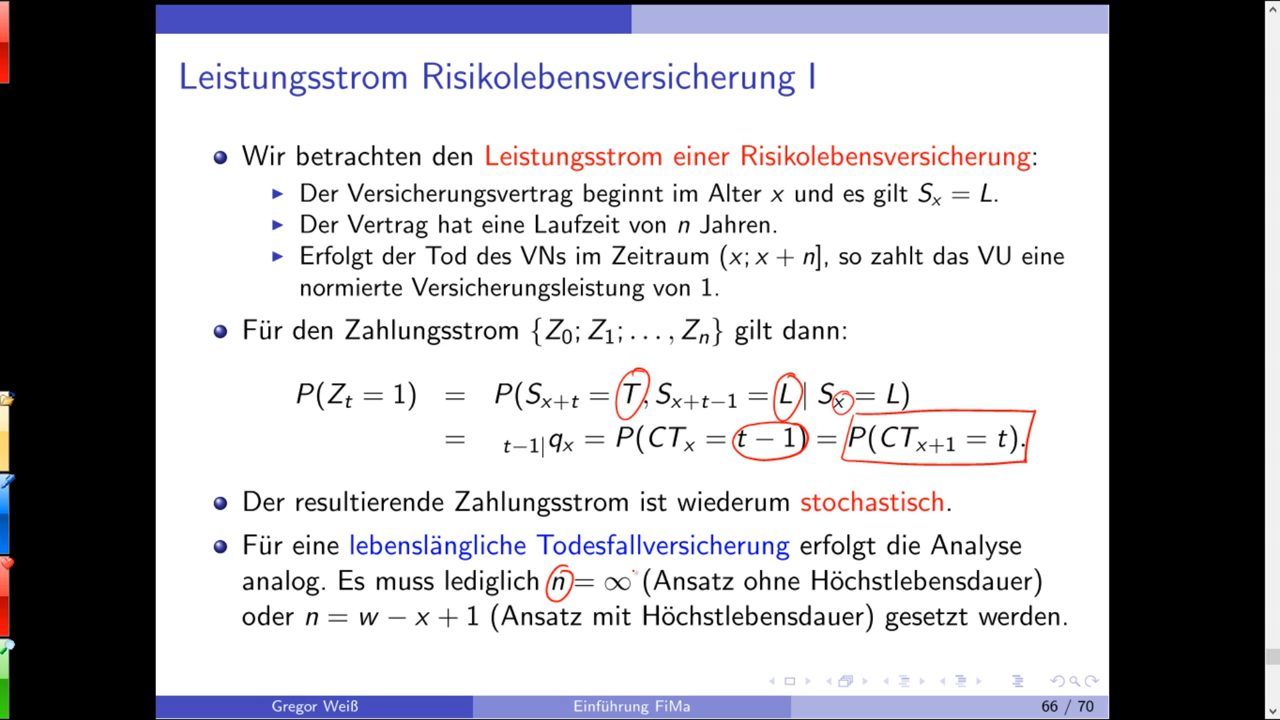 Leistungsstrom Risikolebensversicherung I
Wir betrachten den Leistungsstrom einer Risikolebensversicherung:
Der Versicherungsvertrag beginnt im Alter x und es gilt Sₓ = L.
Der Vertrag hat eine Laufzeit von n Jahren.
Erfolgt der Tod des VNs im Zeitraum (x; x + n], so zahlt das VU eine
normierte Versicherungsleistung von 1.
Für den Zahlungsstrom {Z₀; Z₁; . . . , Zₙ} gilt dann:
P(Zₜ = 1) = P(Sₓ₊ₜ = T, Sₓ₊ₜ₋₁ = L | Sₓ = L)
= ₜ₋₁|qₓ = P(CTₓ = t − 1) = P(CTₓ₊₁ = t).
Der resultierende Zahlungsstrom ist wiederum stochastisch.
Für eine lebenslängliche Todesfallversicherung erfolgt die Analyse
analog. Es muss lediglich n = ∞ (Ansatz ohne Höchstlebensdauer)
oder n = w − x + 1 (Ansatz mit Höchstlebensdauer) gesetzt werden.
Gregor Weiß Einführung FiMa 66 / 70